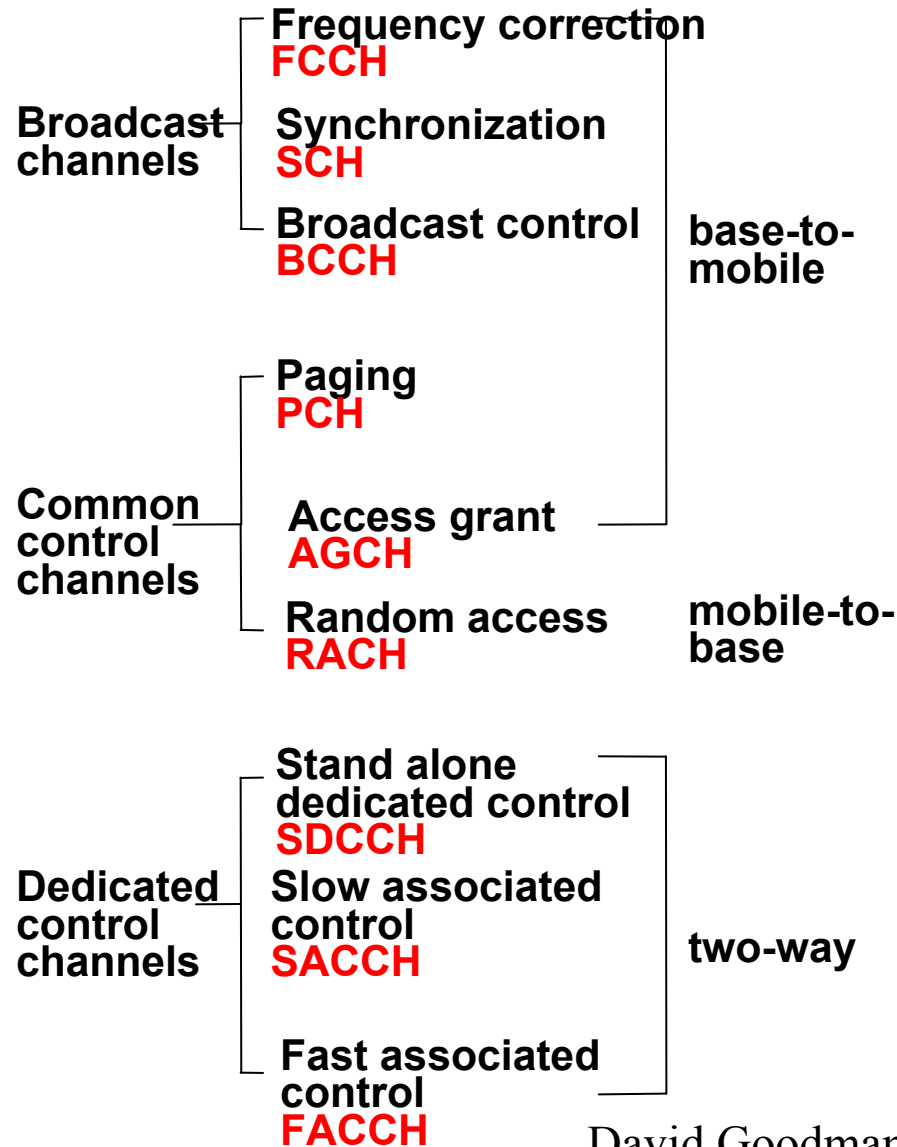 Frequency correction
FCCH
Broadcast
channels
Synchronization
SCH
Broadcast control
BCCH
base-to-
mobile
Paging
PCH
Common
control
channels
Access grant
AGCH
Random access
RACH
mobile-to-
base
Stand alone
dedicated control
SDCCH
Dedicated
control
channels
Slow associated
control
SACCH
two-way
Fast associated
control
FACCH
David Goodman